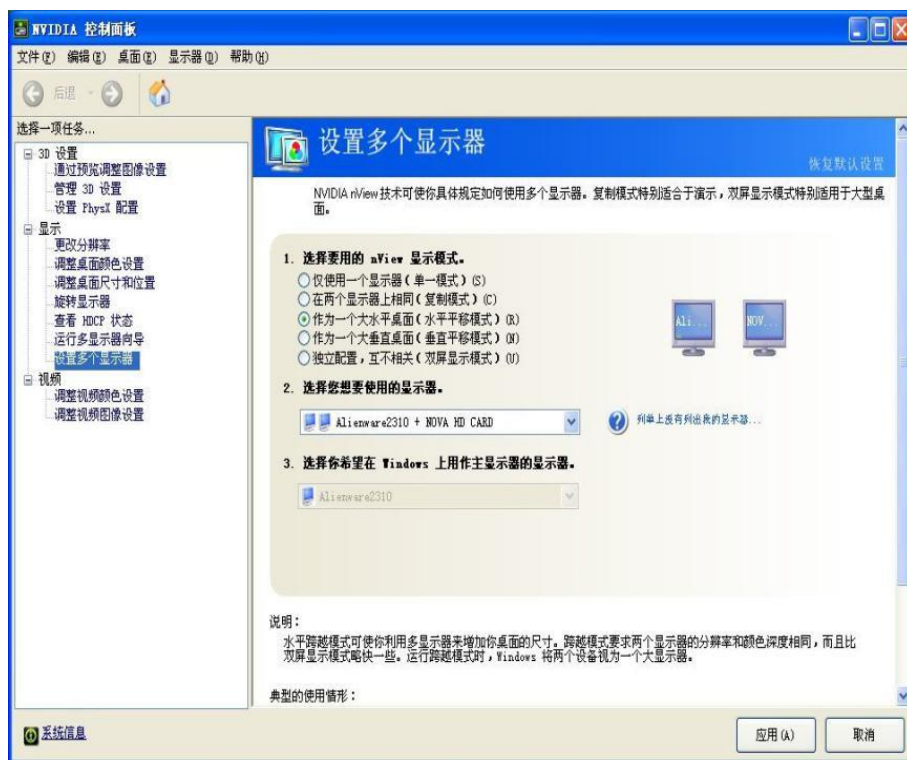 NVIDIA 控制面板
文件(F) 编辑(E) 桌面(K) 显示器(D) 帮助(H)
后退
选择一项任务...
3D 设置
通过预览调整图像设置
管理 3D 设置
设置 PhysX 配置
显示
更改分辨率
调整桌面颜色设置
调整桌面尺寸和位置
旋转显示器
查看 HDCP 状态
运行多显示器向导
设置多个显示器
视频
调整视频颜色设置
调整视频图像设置
设置多个显示器
恢复默认设置
NVIDIA nView 技术可使你具体规定如何使用多个显示器。复制模式特别适合于演示，双屏显示模式特别适用于大型桌
面。
1. 选择要用的 nView 显示模式。
仅使用一个显示器(单一模式)(S)
在两个显示器上相同(复制模式)(C)
作为一个大水平桌面(水平平移模式)(R)
作为一个大垂直桌面(垂直平移模式)(N)
独立配置，互不相关(双屏显示模式)(U)
Ali...
NOV...
2. 选择您想要使用的显示器。
Alienware2310 + NOVA HD CARD
列单上没有列出我的显示器...
3. 选择你希望在 Windows 上用作主显示器的显示器。
Alienware2310
说明：
水平跨越模式可使你利用多显示器来增加你桌面的尺寸。跨越模式要求两个显示器的分辨率和颜色深度相同，而且比
双屏显示模式略快一些。运行跨越模式时，Windows 将两个设备视为一个大显示器。
典型的使用情形：
系统信息
应用(A)
取消